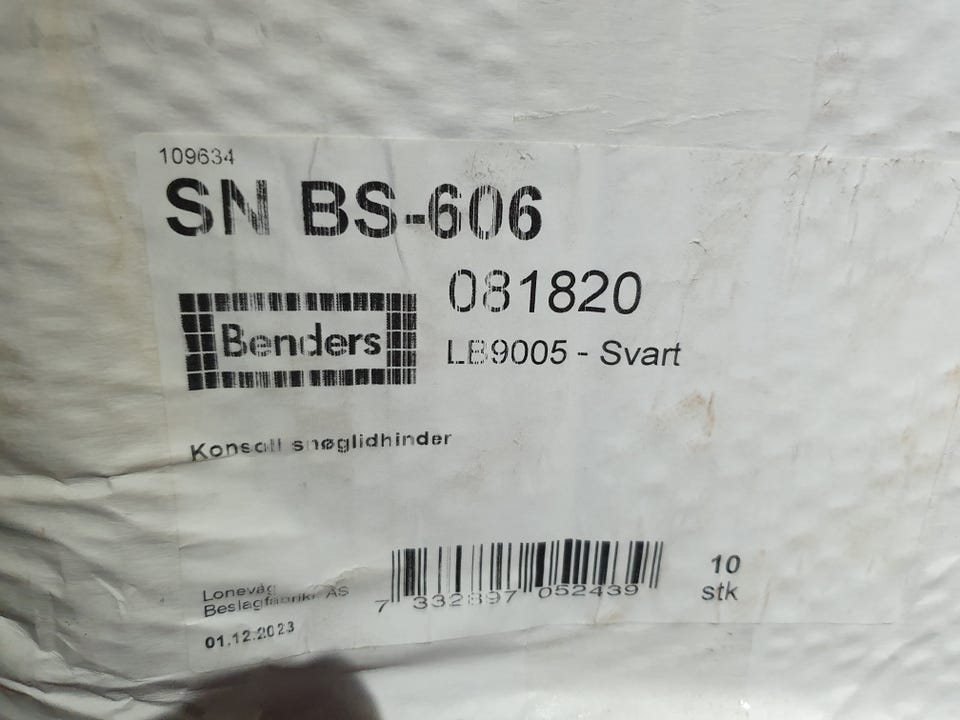 109634
SN BS-606
081820
Benders
LB9005 - Svart
Konsoll snøglidhinder
Lonevåg
Beslagfabrikk AS
01.12.2023
7 332897 052439
10
stk